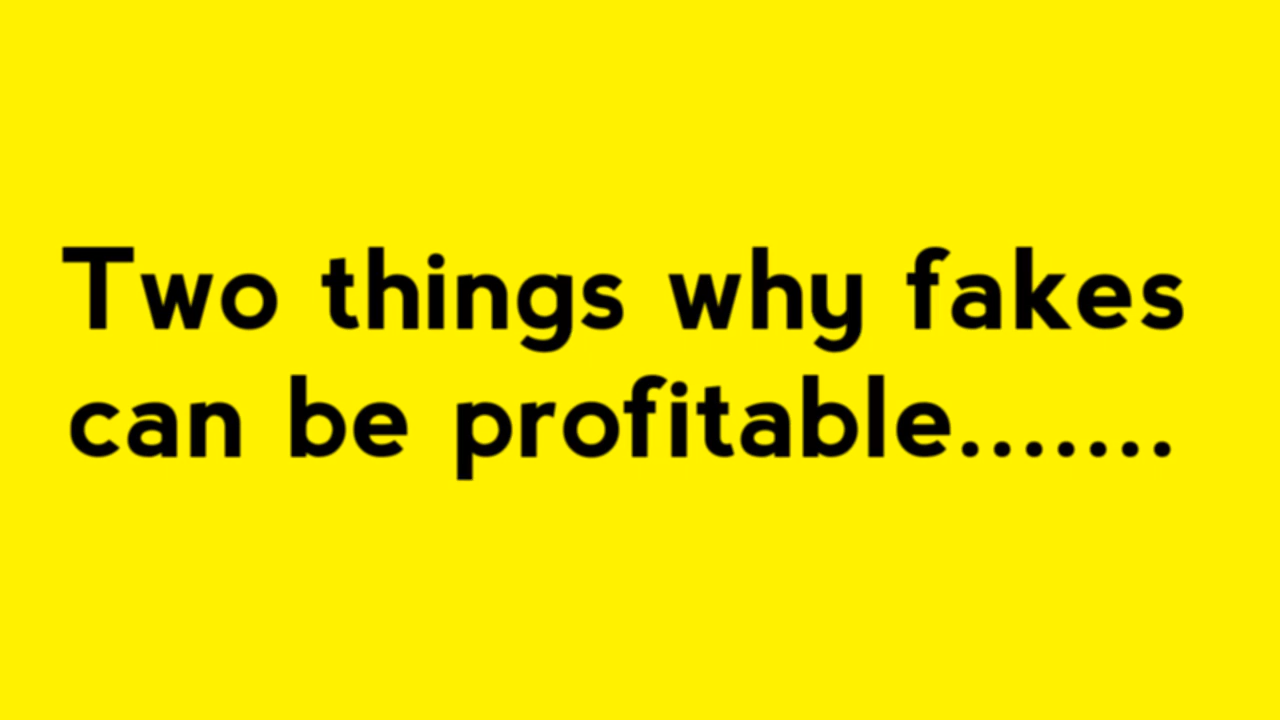 Two things why fakes
can be profitable.......